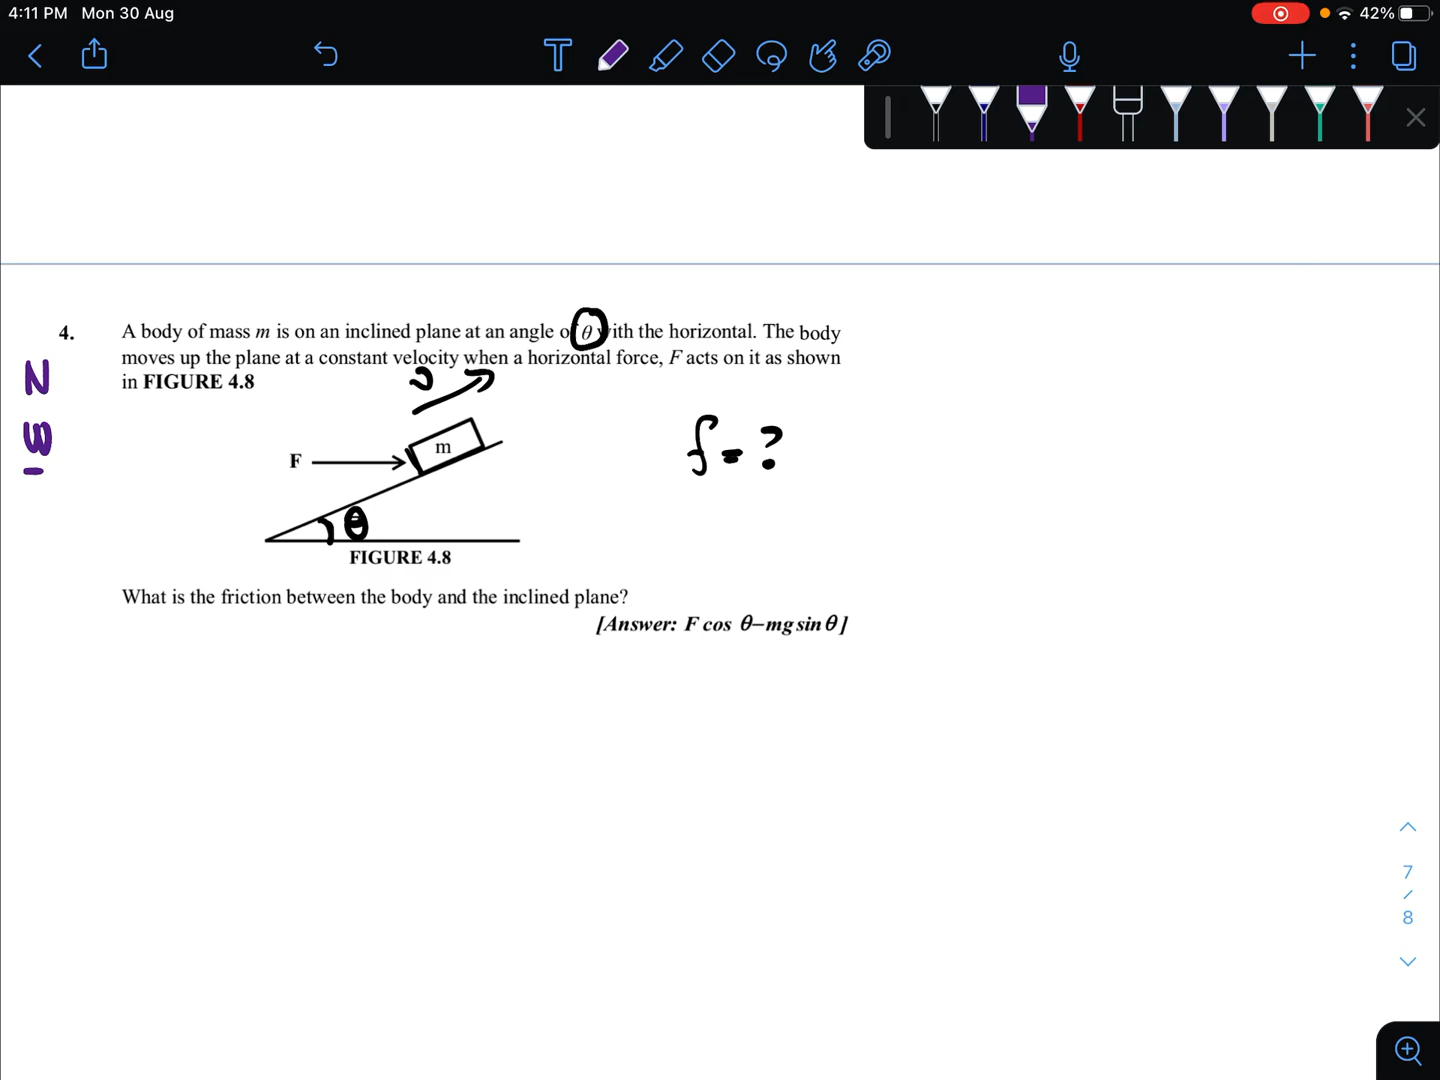 4:11 PM Mon 30 Aug
42%
4. A body of mass m is on an inclined plane at an angle of θ with the horizontal. The body
moves up the plane at a constant velocity when a horizontal force, F acts on it as shown
in FIGURE 4.8
N
W
F
m
θ
f = ?
FIGURE 4.8
What is the friction between the body and the inclined plane?
[Answer: F cos θ–mg sin θ]
7
/
8